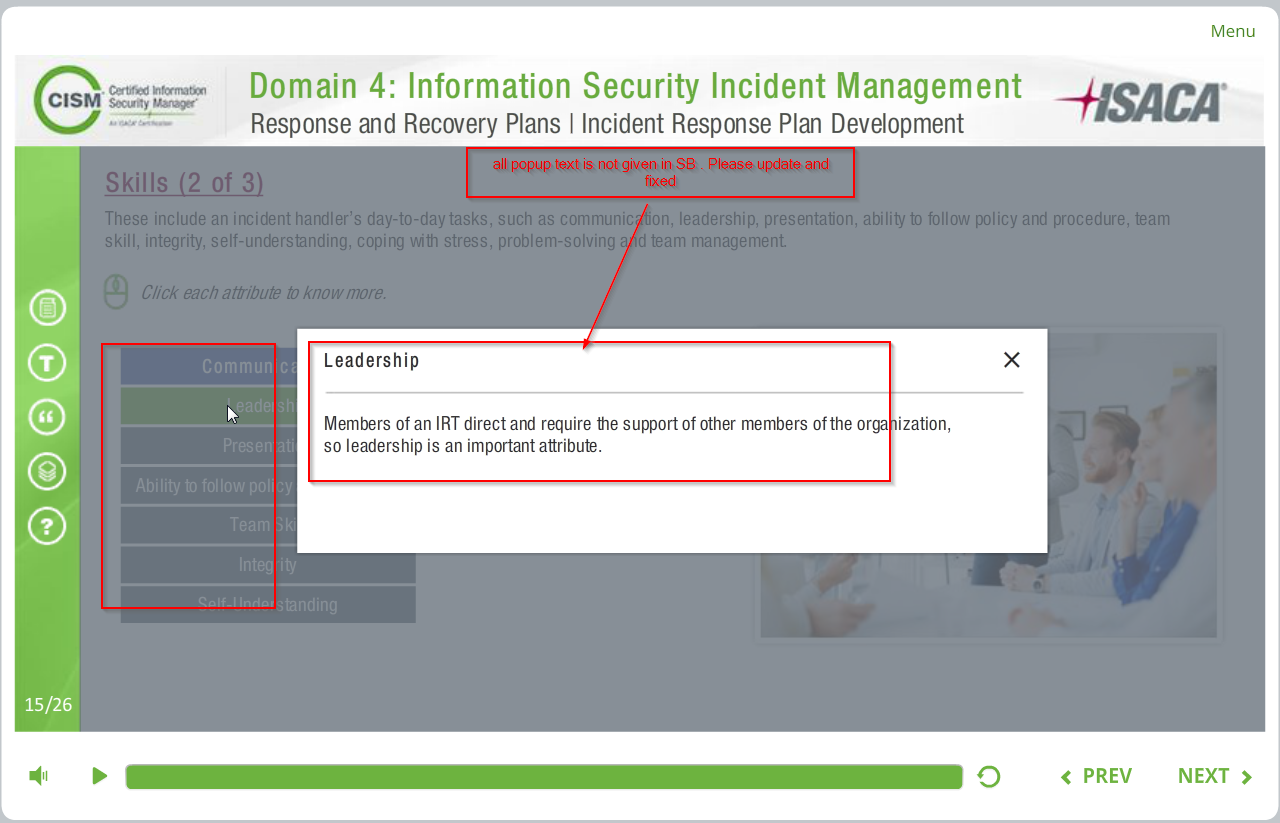 Menu
CISM
Certified Information
Security Manager
An ISACA Certification
Domain 4: Information Security Incident Management
Response and Recovery Plans | Incident Response Plan Development
ISACA®
all popup text is not given in SB . Please update and
fixed
Skills (2 of 3)
These include an incident handler's day-to-day tasks, such as communication, leadership, presentation, ability to follow policy and procedure, team
skill, integrity, self-understanding, coping with stress, problem-solving and team management.
Click each attribute to know more.
Communica
Leadersh
Presentatio
Ability to follow policy
Team Ski
Integrity
Self-Understanding
Leadership
Members of an IRT direct and require the support of other members of the organization,
so leadership is an important attribute.
T
?
15/26
PREV
NEXT